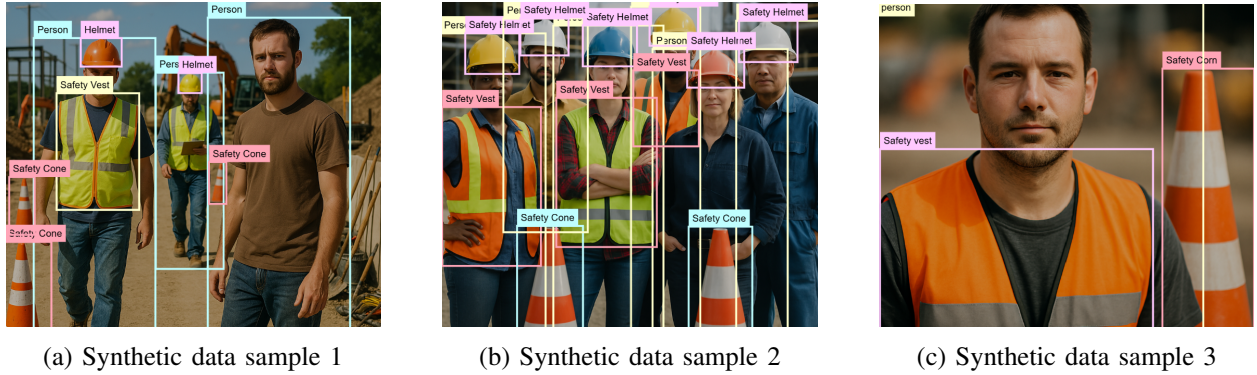 Person
Person Helmet
Person Helmet
Safety Vest
Safety Cone
Safety Cone
Safety Cone
Safety Helmet
Safety Helmet Safety Helmet
Safety Helmet
Person
Safety Helmet
Safety Vest
Safety Vest
Safety Vest
Safety Cone
Safety Cone
person
Safety Corn
Safety vest
(a) Synthetic data sample 1
(b) Synthetic data sample 2
(c) Synthetic data sample 3